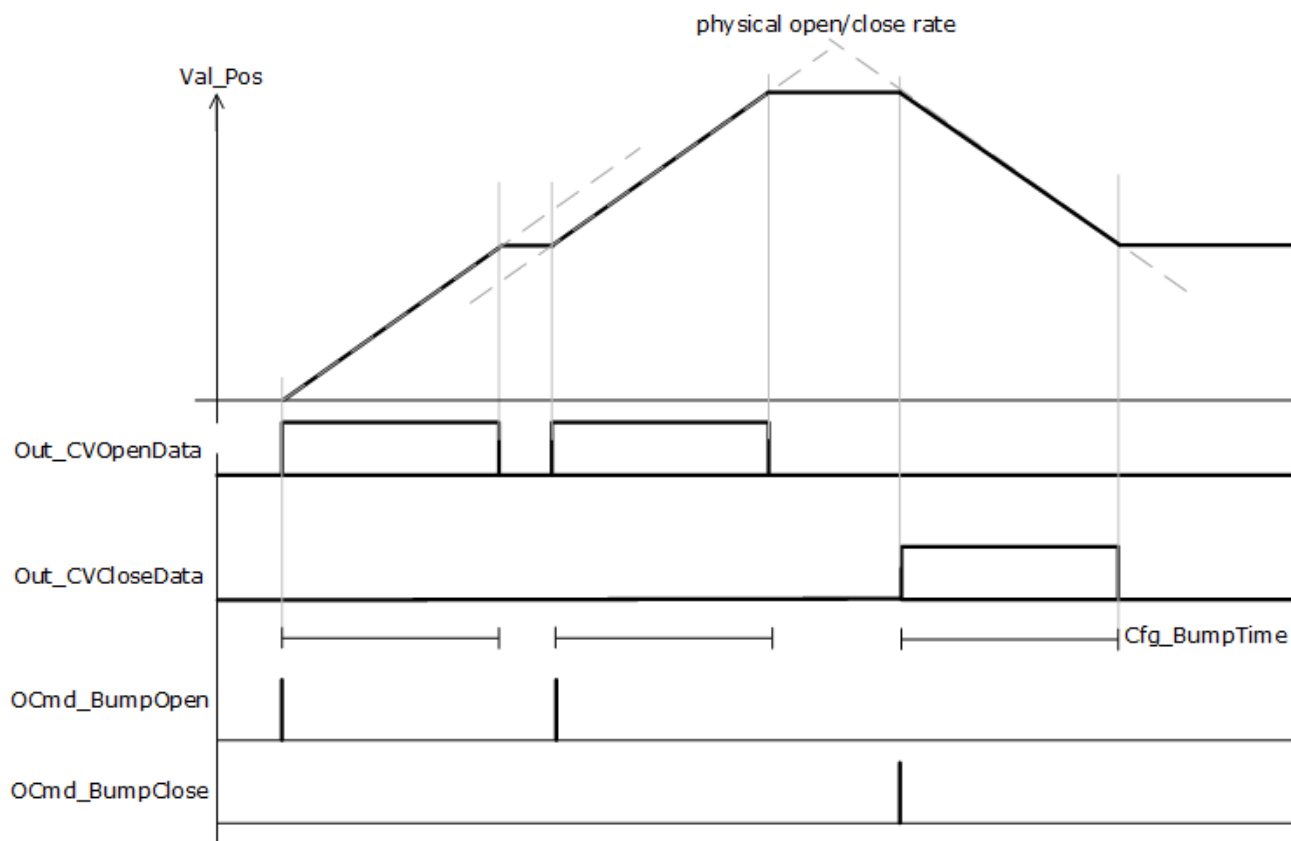 physical open/close rate
Val_Pos
Out_CVOpenData
Out_CVCloseData
Cfg_BumpTime
OCmd_BumpOpen
OCmd_BumpClose